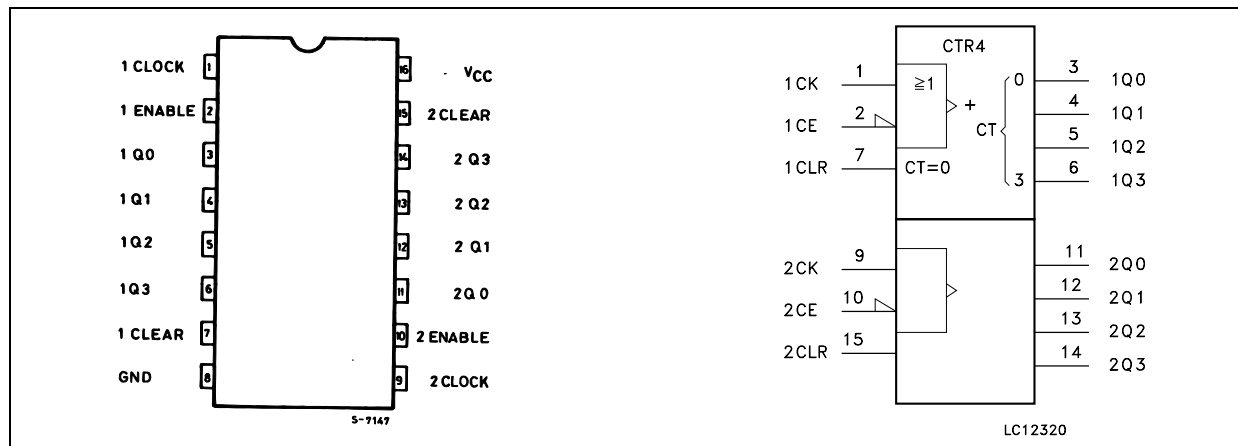 1 CLOCK 1
1 ENABLE 2
1 Q0 3
1Q1 4
1Q2 5
1Q3 6
1 CLEAR 7
GND 8
16 VCC
15 2 CLEAR
14 2 Q3
13 2 Q2
12 2 Q1
11 2Q0
10 2 ENABLE
9 2 CLOCK
S-7147
CTR4
1CK 1 ≧1
1CE 2
1CLR 7 CT=0
+
CT
0 3 1Q0
4 1Q1
5 1Q2
3 6 1Q3
2CK 9
2CE 10
2CLR 15
11 2Q0
12 2Q1
13 2Q2
14 2Q3
LC12320